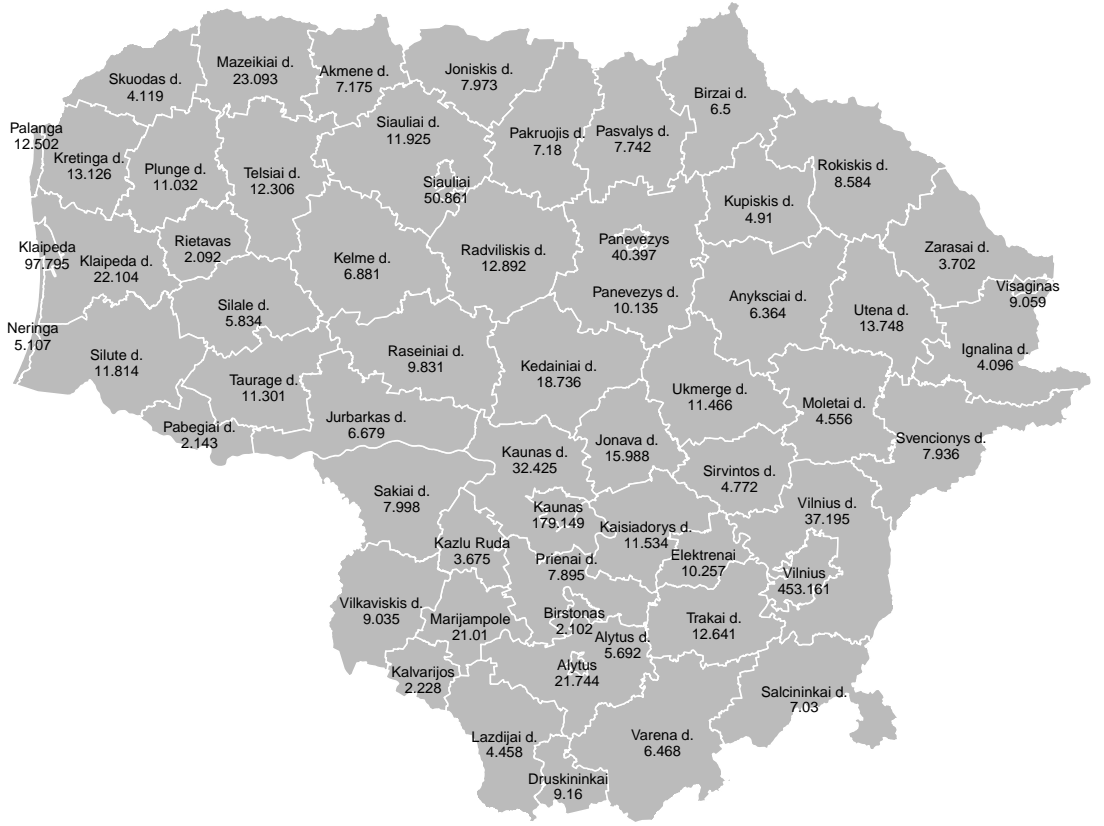 Skuodas d.
4.119
Mazeikiai d.
23.093
Akmene d.
7.175
Joniskis d.
7.973
Birzai d.
6.5
Palanga
12.502
Kretinga d.
13.126
Plunge d.
11.032
Telsiai d.
12.306
Siauliai d.
11.925
Siauliai
50.861
Pakruojis d.
7.18
Pasvalys d.
7.742
Rokiskis d.
8.584
Kupiskis d.
4.91
Klaipeda
97.795
Klaipeda d.
22.104
Rietavas
2.092
Kelme d.
6.881
Radviliskis d.
12.892
Panevezys
40.397
Panevezys d.
10.135
Anyksciai d.
6.364
Zarasai d.
3.702
Visaginas
9.059
Utena d.
13.748
Ignalina d.
4.096
Neringa
5.107
Silute d.
11.814
Silale d.
5.834
Taurage d.
11.301
Raseiniai d.
9.831
Kedainiai d.
18.736
Ukmerge d.
11.466
Moletai d.
4.556
Svencionys d.
7.936
Pabegiai d.
2.143
Jurbarkas d.
6.679
Kaunas d.
32.425
Jonava d.
15.988
Sirvintos d.
4.772
Sakiai d.
7.998
Kaunas
179.149
Kaisiadorys d.
11.534
Vilnius d.
37.195
Kazlu Ruda
3.675
Prienai d.
7.895
Elektrenai
10.257
Vilnius
453.161
Vilkaviskis d.
9.035
Marijampole
21.01
Birstonas
2.102
Alytus d.
5.692
Trakai d.
12.641
Kalvarijos
2.228
Alytus
21.744
Salcininkai d.
7.03
Lazdijai d.
4.458
Varena d.
6.468
Druskininkai
9.16